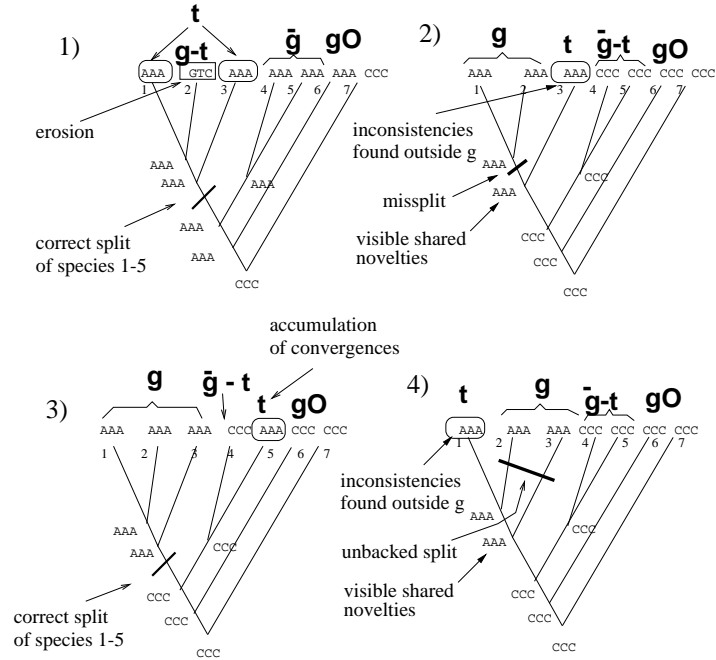 1)
t
g-t
ḡ gO
AAA GTC AAA AAA AAA AAA CCC
1 2 3 4 5 6 7
erosion
AAA
AAA
AAA
AAA
AAA
CCC
correct split
of species 1-5
2)
g t ḡ-t gO
AAA AAA AAA CCC CCC CCC CCC
1 2 3 4 5 6 7
inconsistencies
found outside g
AAA
AAA
CCC
CCC
CCC
CCC
missplit
visible shared
novelties
accumulation
of convergences
3)
g ḡ - t t gO
AAA AAA AAA CCC AAA CCC CCC
1 2 3 4 5 6 7
AAA
AAA
CCC
CCC
CCC
CCC
correct split
of species 1-5
4)
t g ḡ-t gO
AAA AAA AAA CCC CCC CCC CCC
1 2 3 4 5 6 7
inconsistencies
found outside g
AAA
AAA
CCC
CCC
CCC
CCC
unbacked split
visible shared
novelties